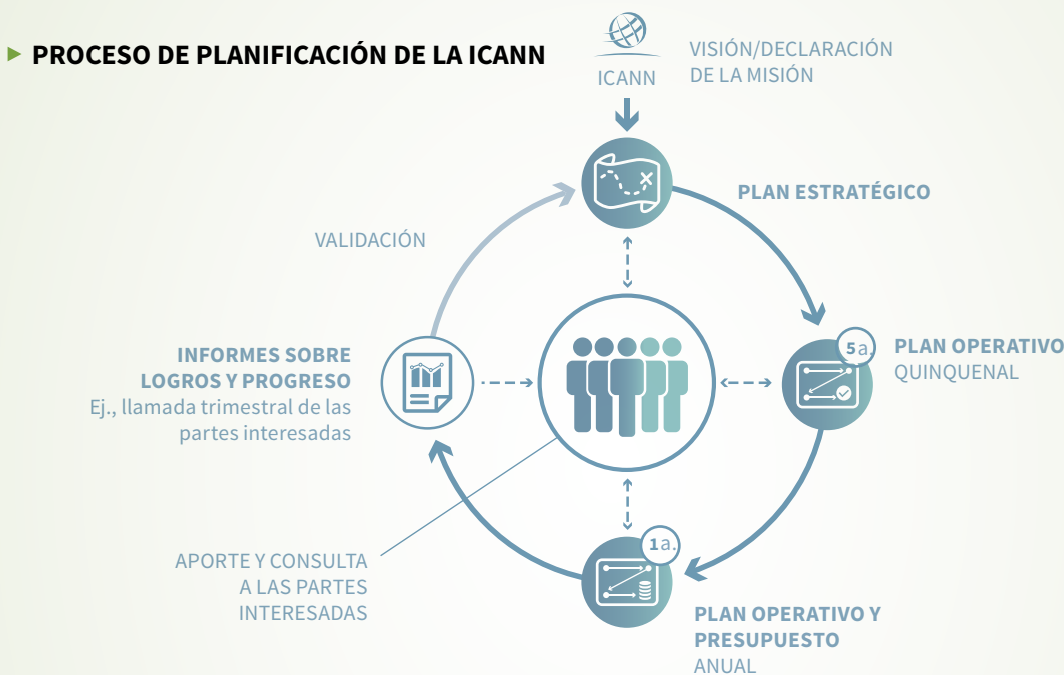 PROCESO DE PLANIFICACIÓN DE LA ICANN
ICANN
VISIÓN/DECLARACIÓN
DE LA MISIÓN
PLAN ESTRATÉGICO
VALIDACIÓN
5a.
PLAN OPERATIVO
QUINQUENAL
INFORMES SOBRE
LOGROS Y PROGRESO
Ej., llamada trimestral de las
partes interesadas
1a.
APORTE Y CONSULTA
A LAS PARTES
INTERESADAS
PLAN OPERATIVO Y
PRESUPUESTO
ANUAL